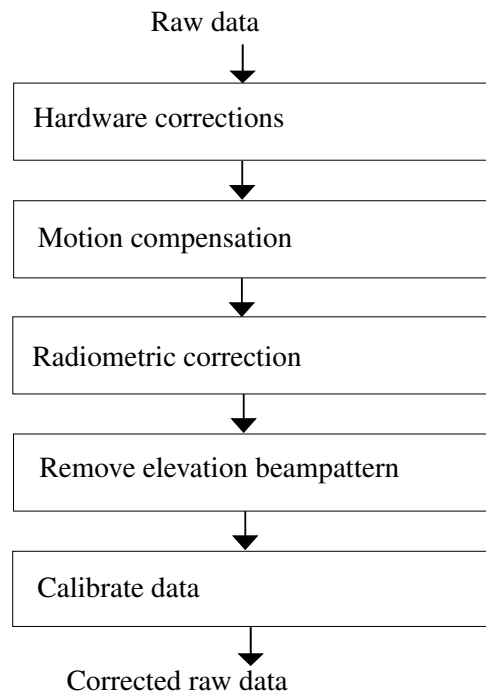 Raw data
Hardware corrections
Motion compensation
Radiometric correction
Remove elevation beampattern
Calibrate data
Corrected raw data